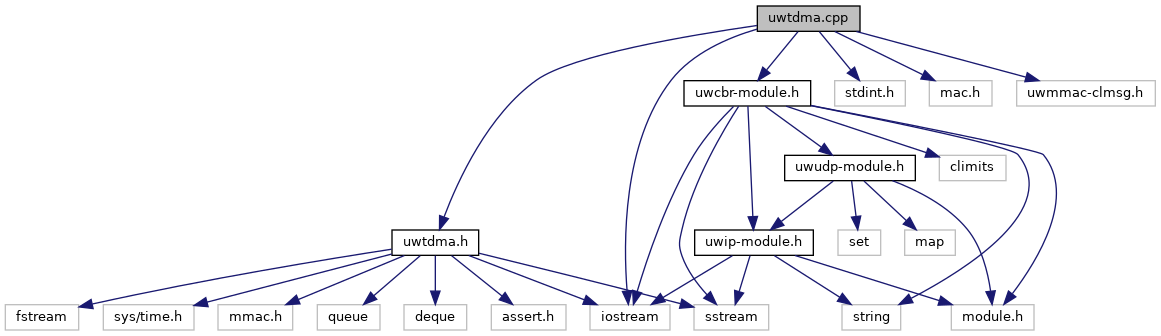 uwtdma.cpp
uwcbr-module.h
stdint.h
mac.h
uwmmac-clmsg.h
uwudp-module.h
climits
uwtdma.h
uwip-module.h
set
map
fstream
sys/time.h
mmac.h
queue
deque
assert.h
iostream
sstream
string
module.h